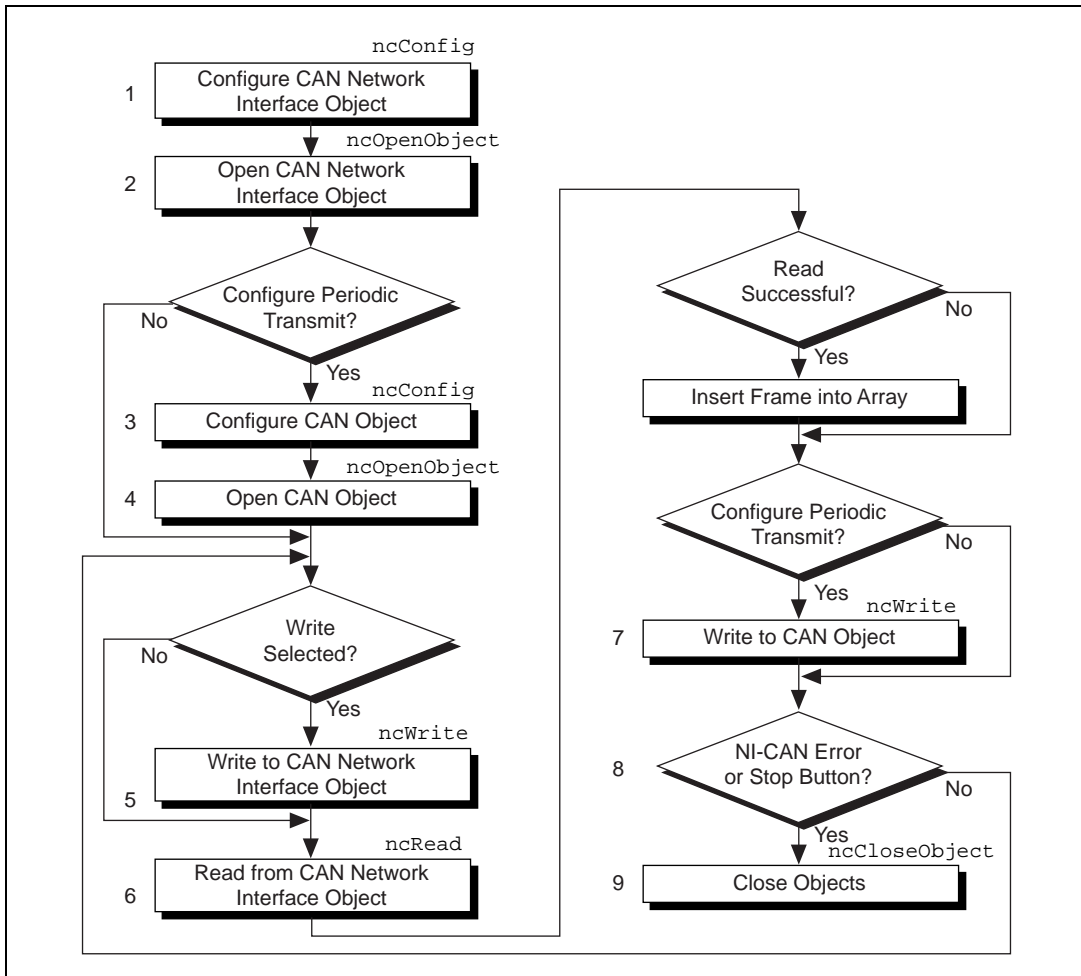 ncConfig
1
Configure CAN Network
Interface Object
ncOpenObject
2
Open CAN Network
Interface Object
Configure Periodic
Transmit?
No
Yes
ncConfig
3
Configure CAN Object
ncOpenObject
4
Open CAN Object
Write
Selected?
No
Yes
ncWrite
Write to CAN Network
Interface Object
5
ncRead
Read from CAN Network
Interface Object
6
Read
Successful?
No
Yes
Insert Frame into Array
Configure Periodic
Transmit?
No
Yes
ncWrite
7
Write to CAN Object
8
NI-CAN Error
or Stop Button?
No
Yes
ncCloseObject
9
Close Objects